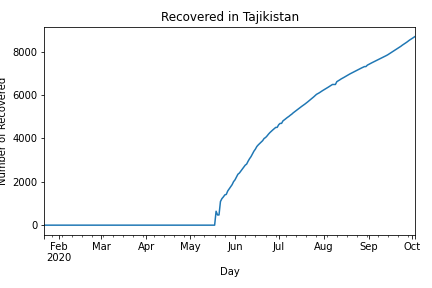 Recovered in Tajikistan
Number of Recovered
8000
6000
4000
2000
0
Feb Mar Apr May Jun Jul Aug Sep Oct
2020
Day